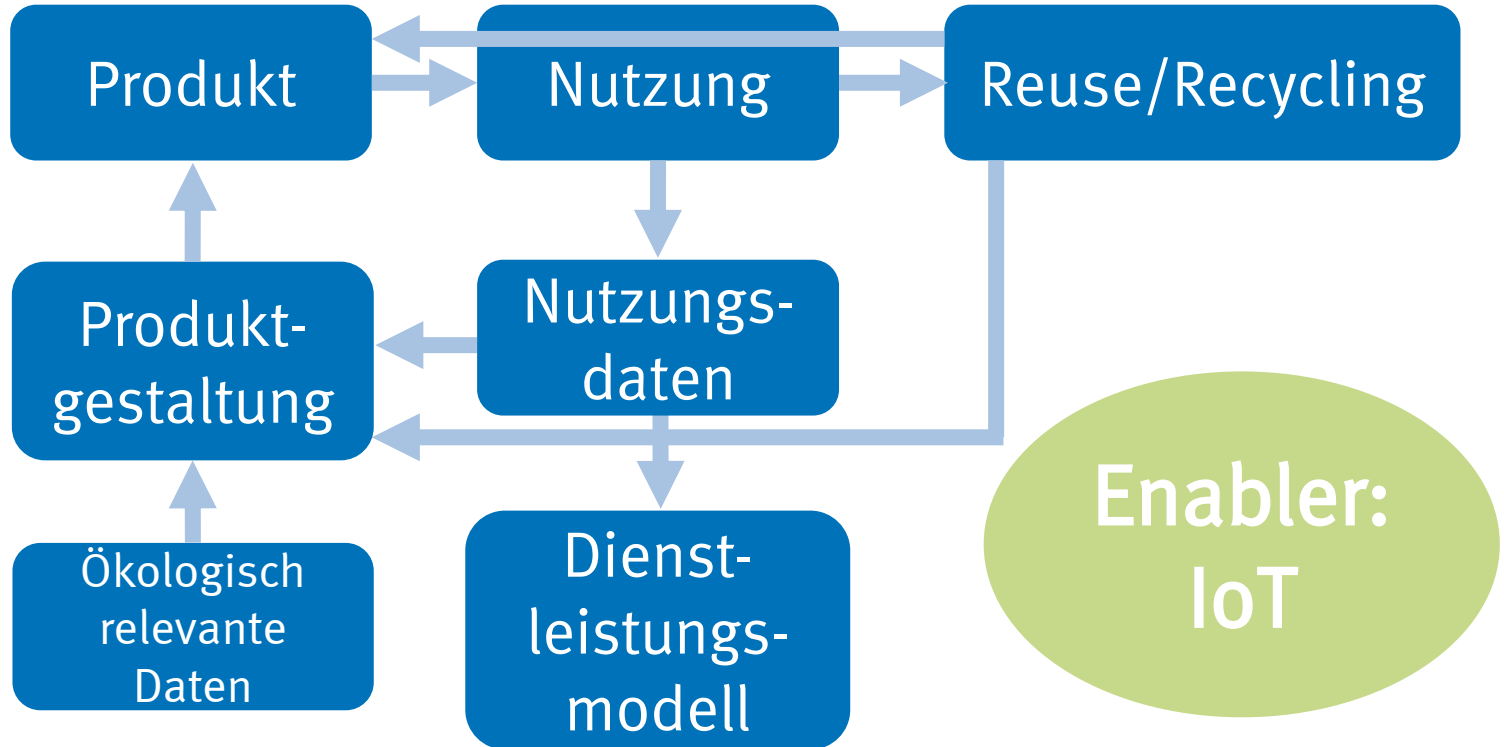 Produkt
Nutzung
Reuse/Recycling
Produkt-
gestaltung
Nutzungs-
daten
Ökologisch
relevante
Daten
Dienst-
leistungs-
modell
Enabler:
IoT